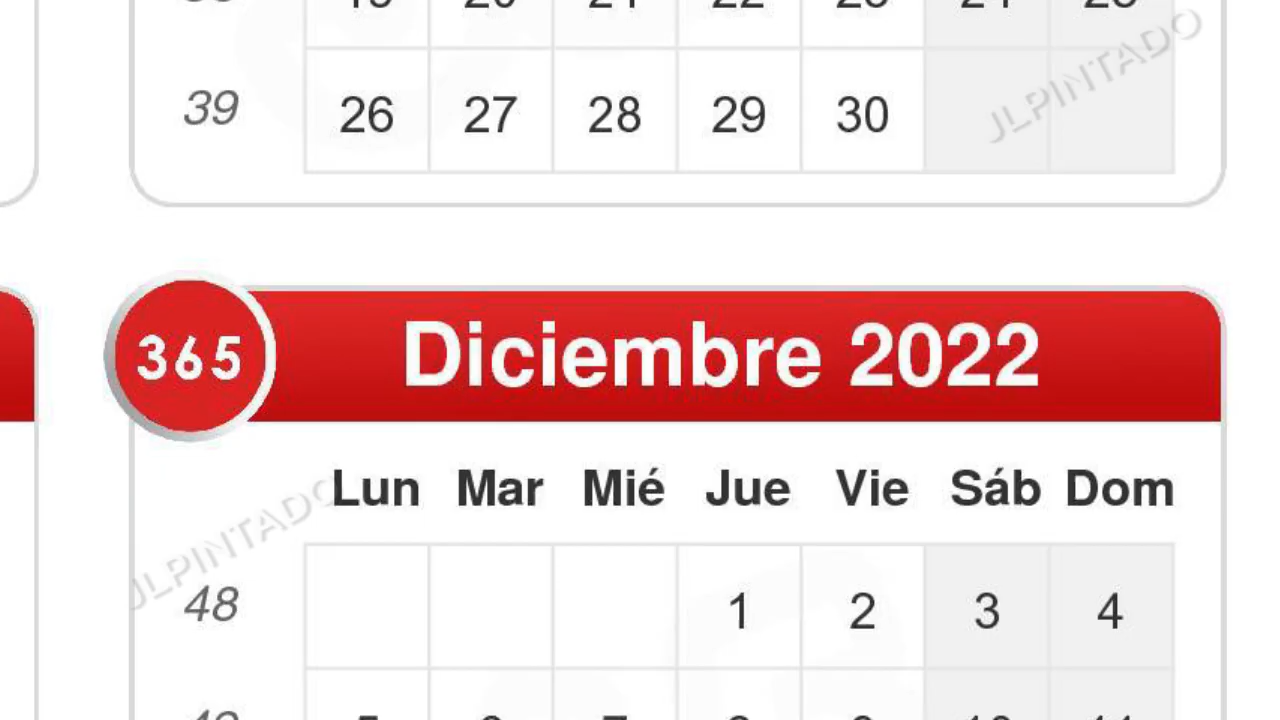 39 26 27 28 29 30
JLPINTADO
365 Diciembre 2022
Lun Mar Mié Jue Vie Sáb Dom
JLPINTADO
48 1 2 3 4